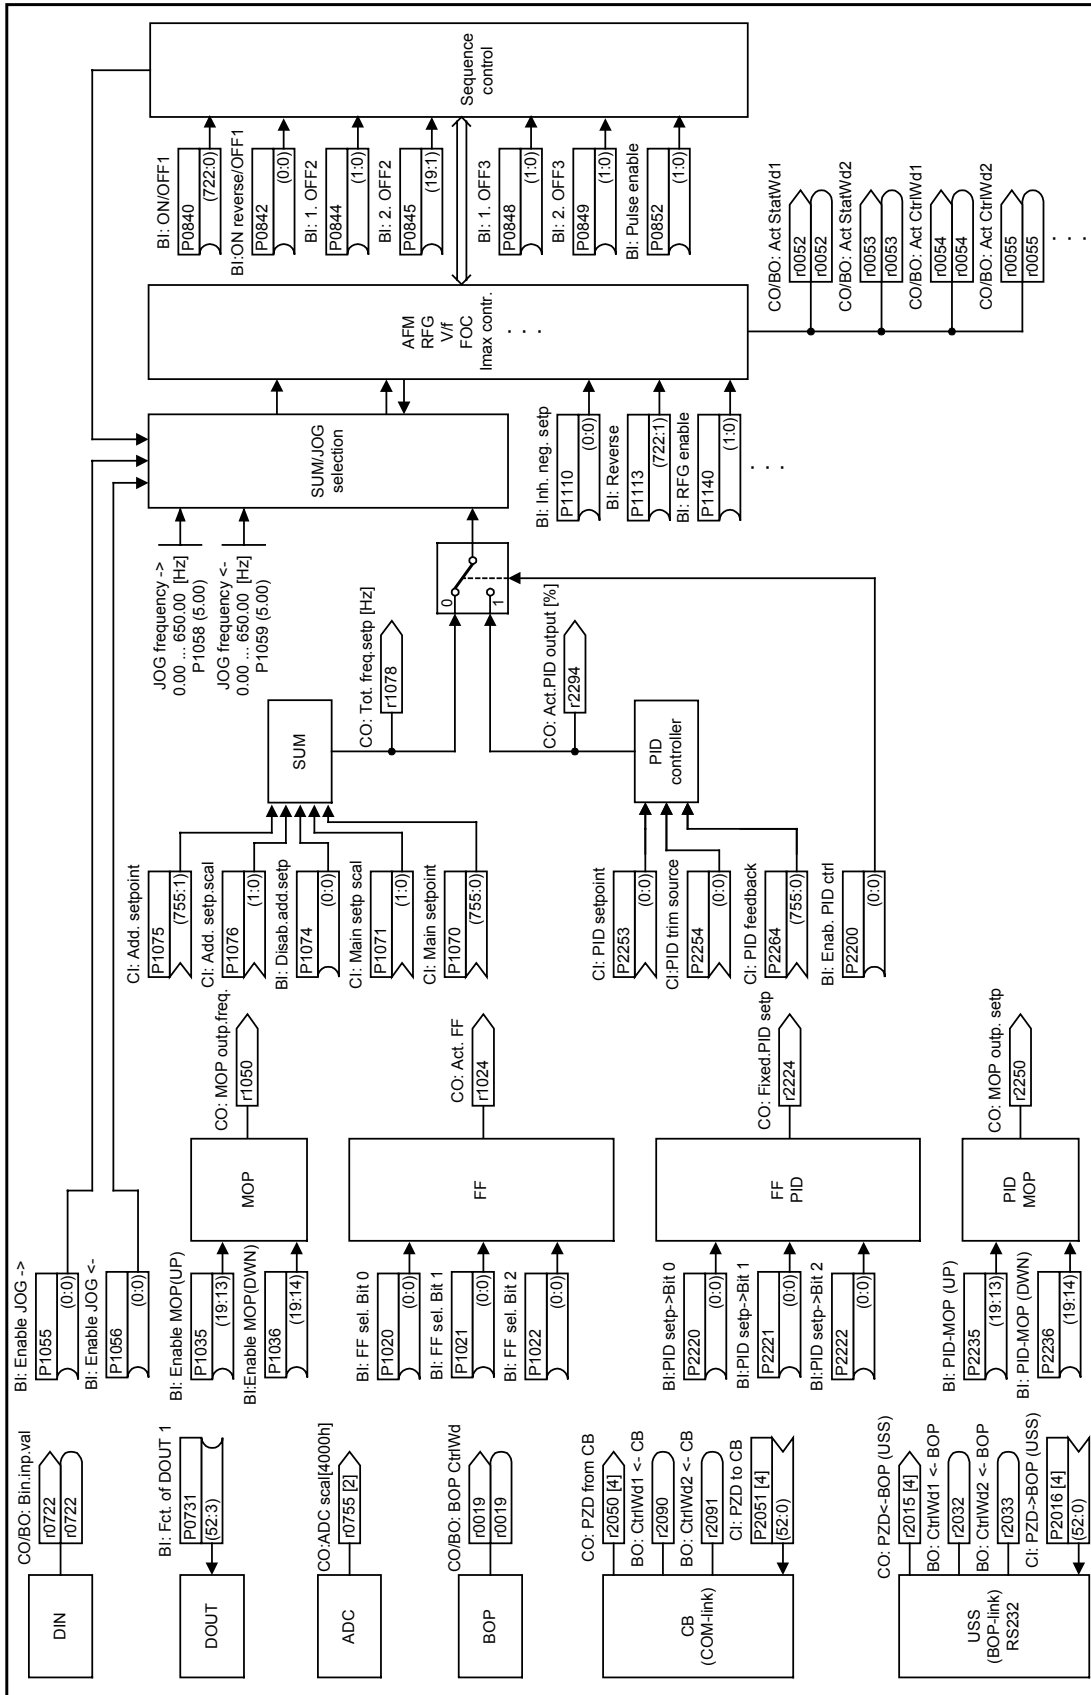 DIN
CO/BO: Bin.inp.val
r0722
r0722
DOUT
BI: Fct. of DOUT 1
P0731
(52:3)
ADC
CO:ADC scal[4000h]
r0755 [2]
BOP
CO/BO: BOP CtrlWd
r0019
r0019
CB
(COM-link)
CO: PZD from CB
r2050 [4]
BO: CtrlWd1 <- CB
r2090
BO: CtrlWd2 <- CB
r2091
CI: PZD to CB
P2051 [4]
(52:0)
USS
(BOP-link)
RS232
CO: PZD<-BOP (USS)
r2015 [4]
BO: CtrlWd1 <- BOP
r2032
BO: CtrlWd2 <- BOP
r2033
CI: PZD->BOP (USS)
P2016 [4]
(52:0)
BI: Enable JOG ->
P1055
(0:0)
BI: Enable JOG <-
P1056
(0:0)
BI: Enable MOP(UP)
P1035
(19:13)
BI:Enable MOP(DWN)
P1036
(19:14)
MOP
CO: MOP outp.freq.
r1050
BI: FF sel. Bit 0
P1020
(0:0)
BI: FF sel. Bit 1
P1021
(0:0)
BI: FF sel. Bit 2
P1022
(0:0)
FF
CO: Act. FF
r1024
BI:PID setp->Bit 0
P2220
(0:0)
BI:PID setp->Bit 1
P2221
(0:0)
BI:PID setp->Bit 2
P2222
(0:0)
FF
PID
CO: Fixed.PID setp
r2224
BI: PID-MOP (UP)
P2235
(19:13)
BI: PID-MOP (DWN)
P2236
(19:14)
PID
MOP
CO: MOP outp. setp
r2250
CI: Add. setpoint
P1075
(755:1)
CI: Add. setp.scal
P1076
(1:0)
BI: Disab.add.setp
P1074
(0:0)
CI: Main setp scal
P1071
(1:0)
CI: Main setpoint
P1070
(755:0)
SUM
CO: Tot. freq.setp [Hz]
r1078
CI: PID setpoint
P2253
(0:0)
CI:PID trim source
P2254
(0:0)
CI: PID feedback
P2264
(755:0)
BI: Enab. PID ctrl
P2200
(0:0)
PID
controller
CO: Act.PID output [%]
r2294
0
1
JOG frequency ->
0.00 ... 650.00 [Hz]
P1058 (5.00)
JOG frequency <-
0.00 ... 650.00 [Hz]
P1059 (5.00)
SUM/JOG
selection
BI: Inh. neg. setp
P1110
(0:0)
BI: Reverse
P1113
(722:1)
BI: RFG enable
P1140
(1:0)
. . .
AFM
RFG
V/f
FOC
Imax contr.
. . .
BI: ON/OFF1
P0840
(722:0)
BI:ON reverse/OFF1
P0842
(0:0)
BI: 1. OFF2
P0844
(1:0)
BI: 2. OFF2
P0845
(19:1)
BI: 1. OFF3
P0848
(1:0)
BI: 2. OFF3
P0849
(1:0)
BI: Pulse enable
P0852
(1:0)
Sequence
control
CO/BO: Act StatWd1
r0052
r0052
CO/BO: Act StatWd2
r0053
r0053
CO/BO: Act CtrlWd1
r0054
r0054
CO/BO: Act CtrlWd2
r0055
r0055
. . .